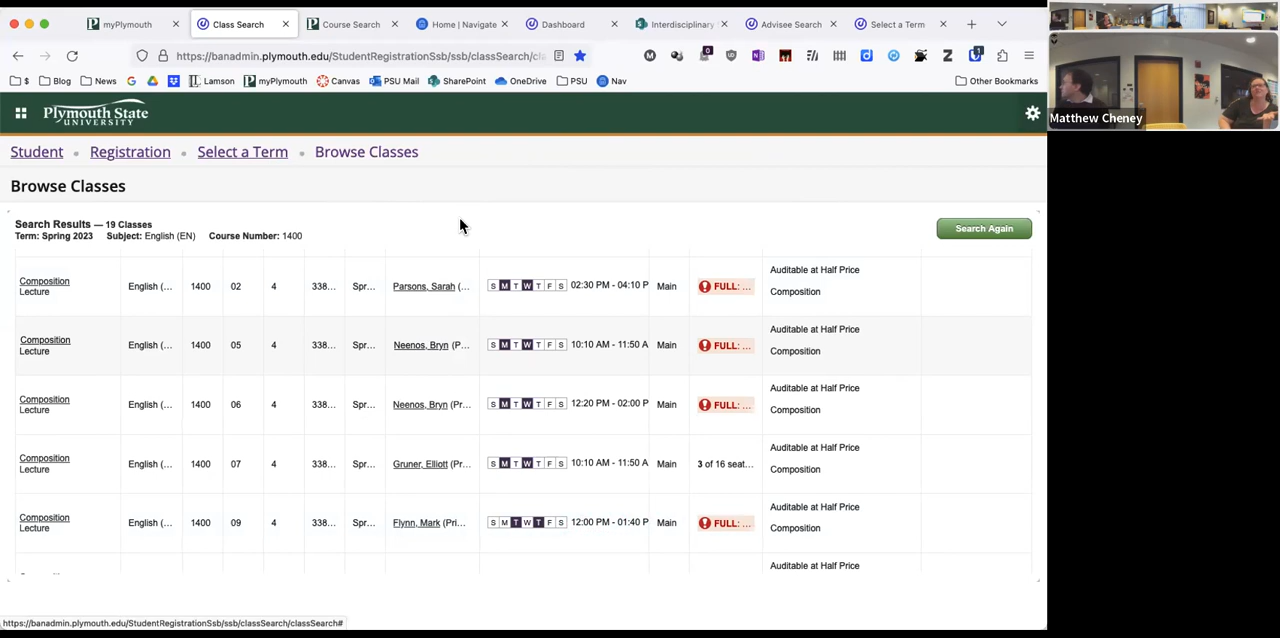 myPlymouth
Class Search
Course Search
Home | Navigate
Dashboard
Interdisciplinary
Advisee Search
Select a Term
https://banadmin.plymouth.edu/StudentRegistrationSsb/ssb/classSearch/cla
$
Blog
News
Lamson
myPlymouth
Canvas
PSU Mail
SharePoint
OneDrive
PSU
Nav
Other Bookmarks
Plymouth State
UNIVERSITY
Student
Registration
Select a Term
Browse Classes
Browse Classes
Search Results — 19 Classes
Term: Spring 2023 Subject: English (EN) Course Number: 1400
Search Again
Composition
Lecture
English (... 1400 02 4 338... Spr... Parsons, Sarah (... S M T W T F S 02:30 PM - 04:10 P Main FULL: ...
Auditable at Half Price
Composition
Composition
Lecture
English (... 1400 05 4 338... Spr... Neenos, Bryn (P... S M T W T F S 10:10 AM - 11:50 A Main FULL: ...
Auditable at Half Price
Composition
Composition
Lecture
English (... 1400 06 4 338... Spr... Neenos, Bryn (Pr... S M T W T F S 12:20 PM - 02:00 P Main FULL: ...
Auditable at Half Price
Composition
Composition
Lecture
English (... 1400 07 4 338... Spr... Gruner, Elliott (Pr... S M T W T F S 10:10 AM - 11:50 A Main 3 of 16 seat...
Auditable at Half Price
Composition
Composition
Lecture
English (... 1400 09 4 338... Spr... Flynn, Mark (Pri... S M T W T F S 12:00 PM - 01:40 P Main FULL: ...
Auditable at Half Price
Composition
Auditable at Half Price
https://banadmin.plymouth.edu/StudentRegistrationSsb/ssb/classSearch/classSearch#
Matthew Cheney